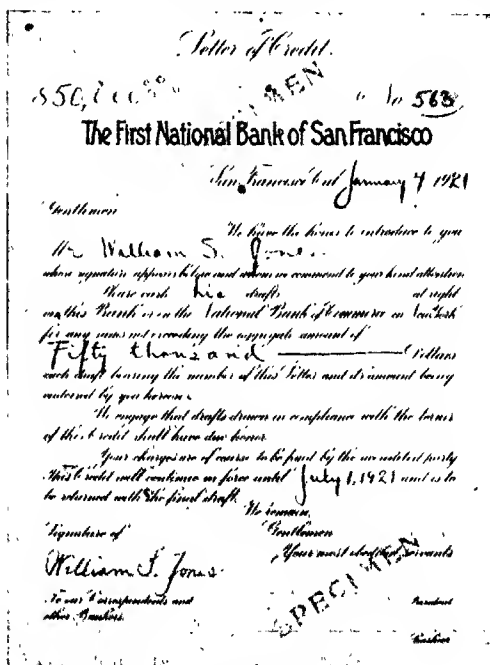 Letter of Credit.
SPECIMEN
$50,000 00/00 No 563
The First National Bank of San Francisco
San Francisco Cal January 4 1921
Gentlemen
We have the honor to introduce to you
Mr William S. Jones
whose signature appears below and whom we commend to your kind attention
Please cash his drafts at sight
on this Bank or on the National Bank of Commerce in New York
for any sums not exceeding the aggregate amount of
Fifty thousand Dollars
each draft bearing the number of this Letter and its amount being
endorsed by you hereon.
We engage that drafts drawn in compliance with the terms
of this Credit shall have due honor
Your charges are of course to be paid by the accredited party
This Credit will continue in force until July 1, 1921 and is to
be returned with the final draft.
We remain,
Signature of Gentlemen
Your most obedient servants
William S. Jones
SPECIMEN
To our Correspondents and President
other Bankers.
Cashier